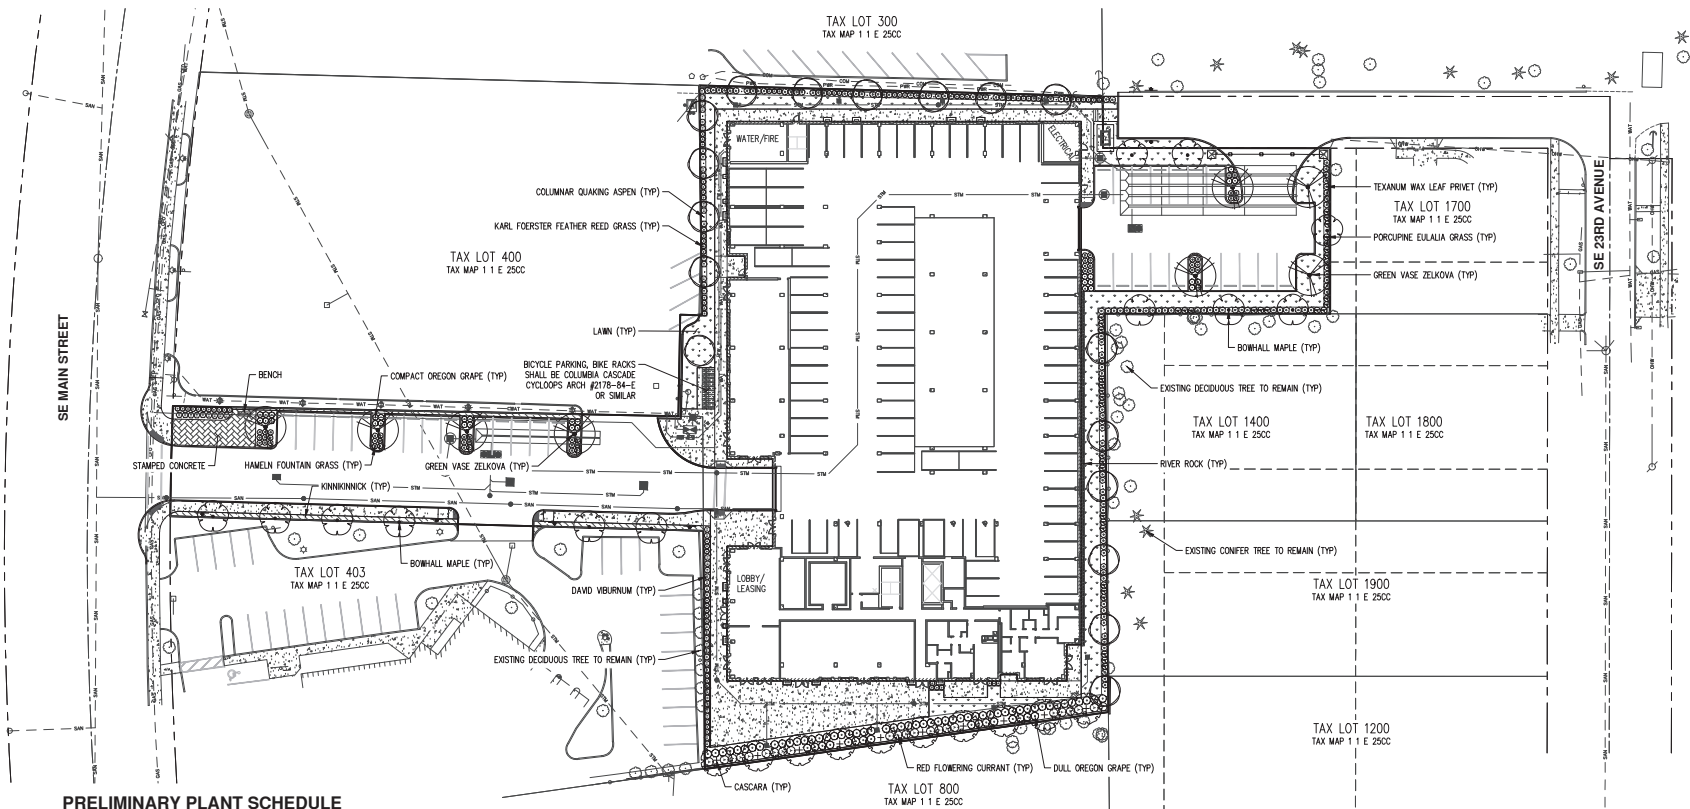 TAX LOT 300
TAX MAP 1 1 E 25CC
WATER/FIRE
COLUMNAR QUAKING ASPEN (TYP)
KARL FOERSTER FEATHER REED GRASS (TYP)
TAX LOT 400
TAX MAP 1 1 E 25CC
TEXANUM WAX LEAF PRIVET (TYP)
TAX LOT 1700
TAX MAP 1 1 E 25CC
PORCUPINE EULALIA GRASS (TYP)
GREEN VASE ZELKOVA (TYP)
SE 23RD AVENUE
SE MAIN STREET
LAWN (TYP)
BOWHALL MAPLE (TYP)
BICYCLE PARKING, BIKE RACKS
SHALL BE COLUMBIA CASCADE
CYCLOOPS ARCH #2178-84-E
OR SIMILAR
BENCH
COMPACT OREGON GRAPE (TYP)
EXISTING DECIDUOUS TREE TO REMAIN (TYP)
TAX LOT 1400
TAX MAP 1 1 E 25CC
TAX LOT 1800
TAX MAP 1 1 E 25CC
STAMPED CONCRETE
HAMELN FOUNTAIN GRASS (TYP)
GREEN VASE ZELKOVA (TYP)
RIVER ROCK (TYP)
KINNIKINNICK (TYP)
EXISTING CONIFER TREE TO REMAIN (TYP)
BOWHALL MAPLE (TYP)
TAX LOT 403
TAX MAP 1 1 E 25CC
LOBBY/
LEASING
DAVID VIBURNUM (TYP)
TAX LOT 1900
TAX MAP 1 1 E 25CC
EXISTING DECIDUOUS TREE TO REMAIN (TYP)
TAX LOT 1200
TAX MAP 1 1 E 25CC
RED FLOWERING CURRANT (TYP)
DULL OREGON GRAPE (TYP)
CASCARA (TYP)
TAX LOT 800
TAX MAP 1 1 E 25CC
PRELIMINARY PLANT SCHEDULE